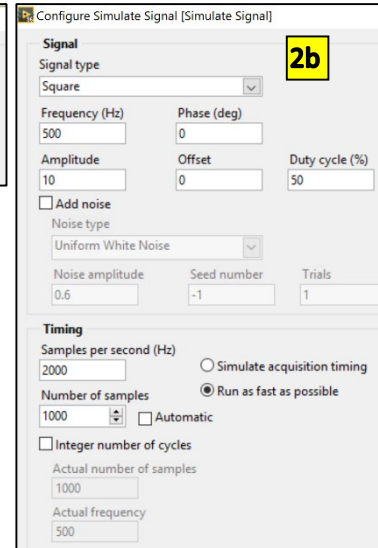 Configure Simulate Signal [Simulate Signal]
Signal
2b
Signal type
Square
Frequency (Hz) Phase (deg)
500 0
Amplitude Offset Duty cycle (%)
10 0 50
Add noise
Noise type
Uniform White Noise
Noise amplitude Seed number Trials
0.6 -1 1
Timing
Samples per second (Hz)
2000
Simulate acquisition timing
Number of samples
Run as fast as possible
1000 Automatic
Integer number of cycles
Actual number of samples
1000
Actual frequency
500